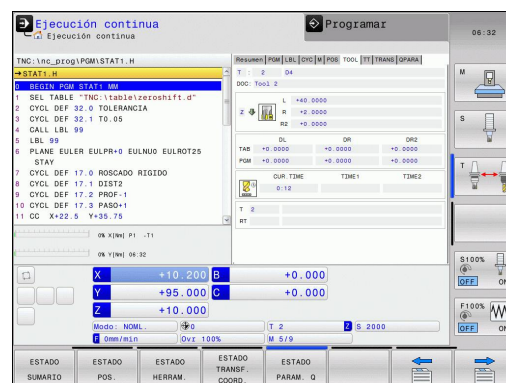 Ejecución continua
Ejecución continua
Programar
06:32
TNC:\nc_prog\PGM\STAT1.H
→STAT1.H
0 BEGIN PGM STAT1 MM
1 SEL TABLE "TNC:\table\zeroshift.d"
2 CYCL DEF 32.0 TOLERANCIA
3 CYCL DEF 32.1 T0.05
4 CALL LBL 99
5 LBL 99
6 PLANE EULER EULPR+0 EULNU0 EULROT25
STAY
7 CYCL DEF 17.0 ROSCADO RIGIDO
8 CYCL DEF 17.1 DIST2
9 CYCL DEF 17.2 PROF-1
10 CYCL DEF 17.3 PASO+1
11 CC X+22.5 Y+35.75
0% X[Nm] P1 -T1
0% Y[Nm] 06:32
Resumen PGM LBL CYC M POS TOOL TT TRANS QPARA
T : 2 D4
DOC: Tool 2
Z L +40.0000
R +2.0000
R2 +0.0000
DL DR DR2
TAB +0.0000 +0.0000 +0.0000
PGM +0.0000 +0.0000 +0.0000
CUR.TIME TIME1 TIME2
0:12
T 2
RT
X +10.200 B +0.000
Y +95.000 C +0.000
Z +10.000
Modo: NOML. 0 T 2 Z S 2000
F 0mm/min Ovr 100% M 5/9
M
S
T
S100%
OFF ON
F100%
OFF ON
ESTADO SUMARIO
ESTADO POS.
ESTADO HERRAM.
ESTADO TRANSF. COORD.
ESTADO PARAM. Q